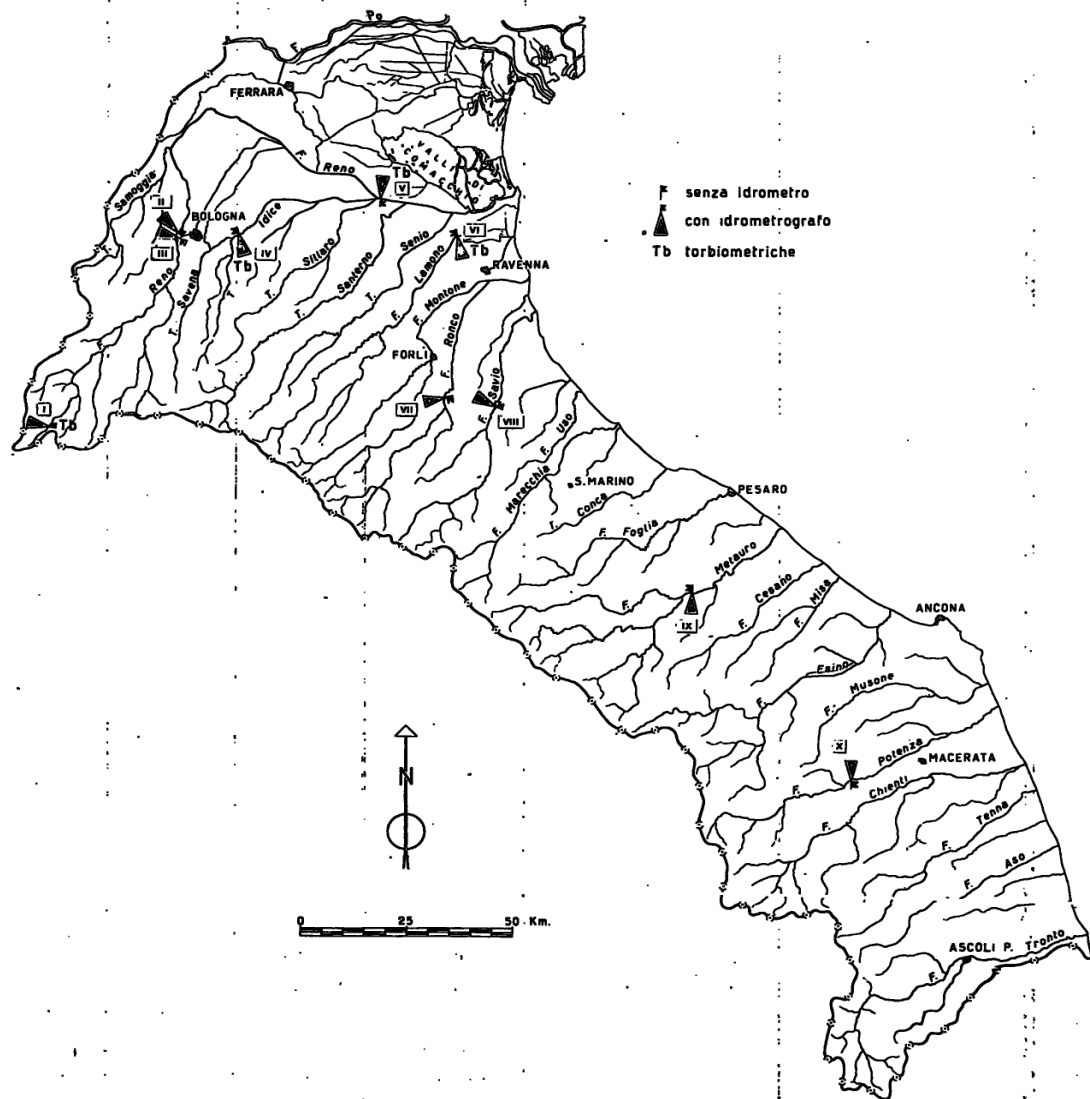 F. Po
FERRARA
VALLI DI COMACCHIO
F. Reno
Tb
V
Samoggia
II
BOLOGNA
Idice
III
Tb
IV
Reno
T. Savena
T.
T. Sillaro
T. Santerno
T. Senio
F. Lamone
VI
Tb
RAVENNA
F. Montone
F. Ronco
FORLI
F. Savio
VII
VIII
I
Tb
F senza idrometro
con idrometrografo
Tb torbiometriche
F. Uso
F. Marecchia
S. MARINO
T. Conca
F. Foglia
PESARO
F. Metauro
IX
F. Cesano
F. Misa
ANCONA
F. Esino
F. Musone
X
F. Potenza
MACERATA
F. Chienti
F. Tenna
F. Aso
ASCOLI P.
F. Tronto
N
0 25 50 Km.